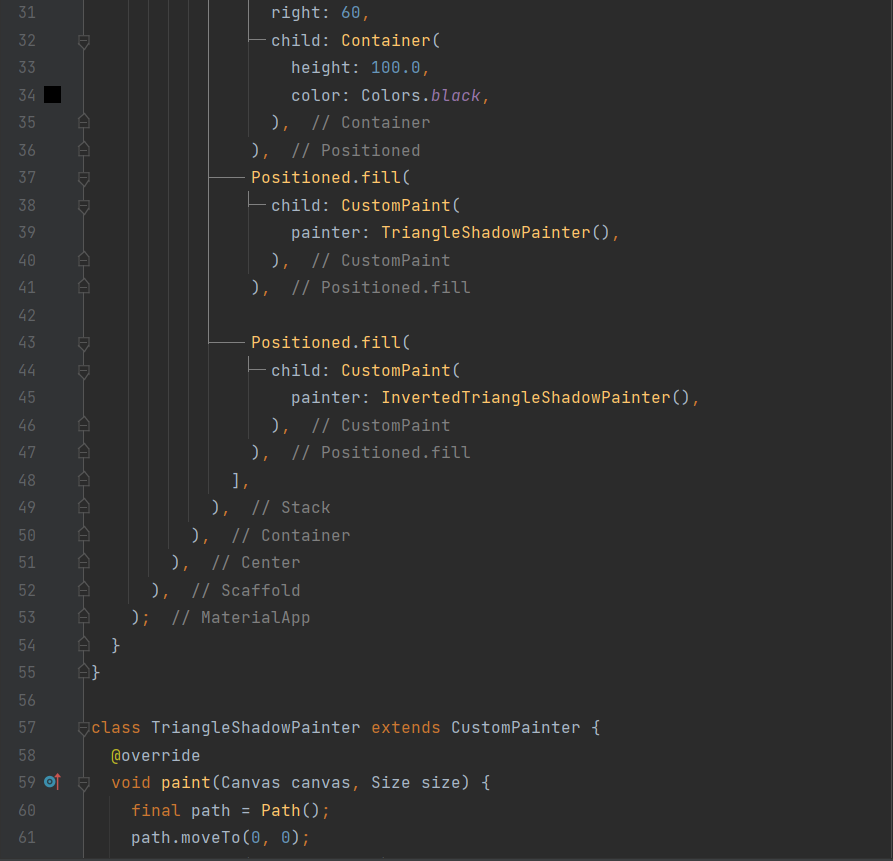 31 right: 60,
32 child: Container(
33 height: 100.0,
34 color: Colors.black,
35 ), // Container
36 ), // Positioned
37 Positioned.fill(
38 child: CustomPaint(
39 painter: TriangleShadowPainter(),
40 ), // CustomPaint
41 ), // Positioned.fill
42
43 Positioned.fill(
44 child: CustomPaint(
45 painter: InvertedTriangleShadowPainter(),
46 ), // CustomPaint
47 ), // Positioned.fill
48 ],
49 ), // Stack
50 ), // Container
51 ), // Center
52 ), // Scaffold
53 ); // MaterialApp
54 }
55 }
56
57 class TriangleShadowPainter extends CustomPainter {
58 @override
59 void paint(Canvas canvas, Size size) {
60 final path = Path();
61 path.moveTo(0, 0);